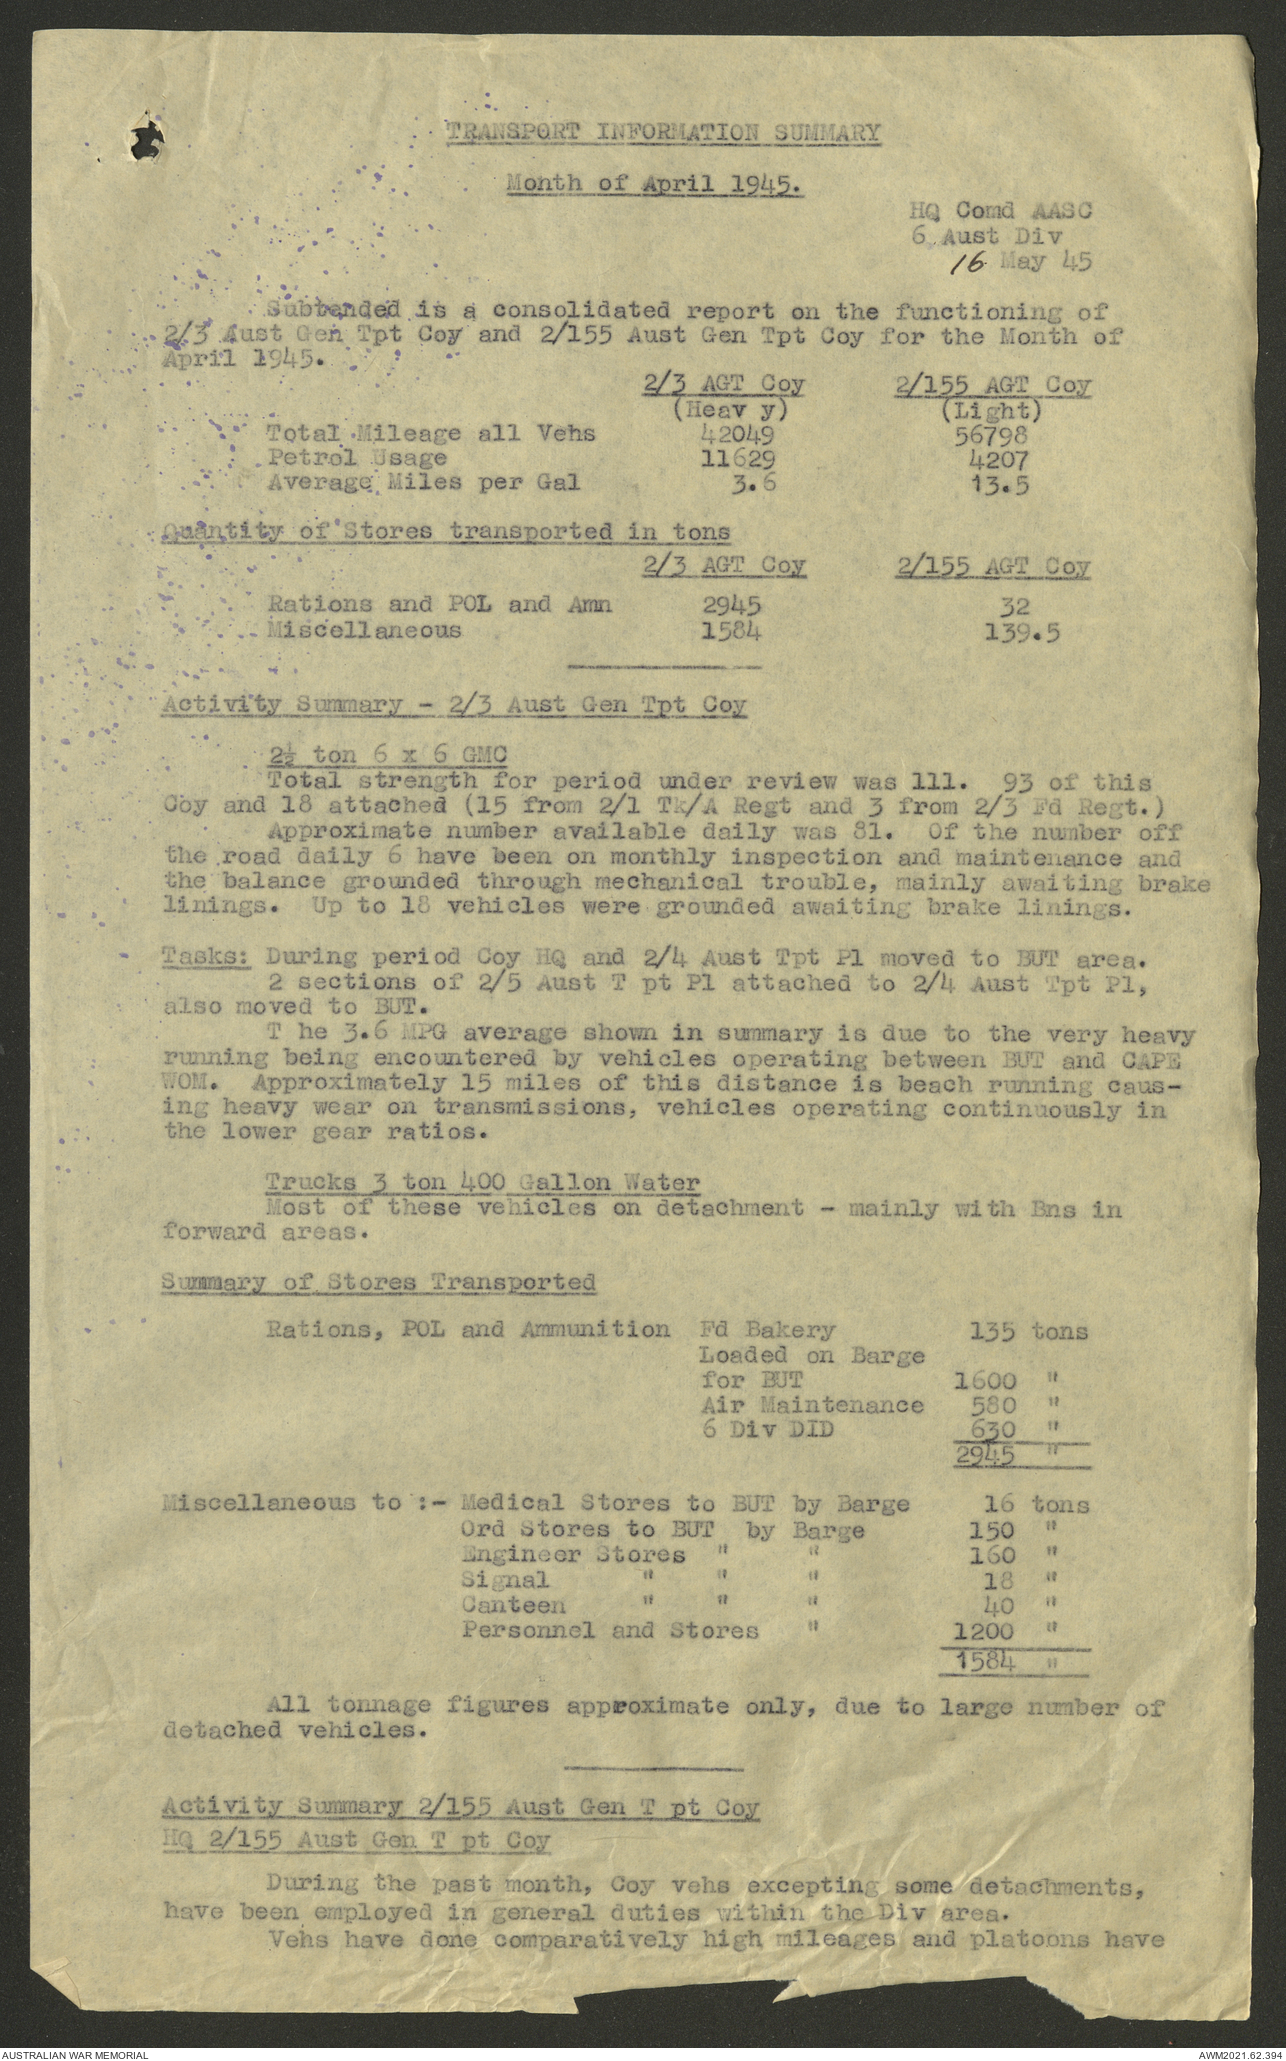 TRANSPORT INFORMATION SUMMARY
Month of April 1945.
HQ Comd AASC
6 Aust Div
16 May 45
Subtended is a consolidated report on the functioning of
2/3 Aust Gen Tpt Coy and 2/155 Aust Gen Tpt Coy for the Month of
April 1945.
2/3 AGT Coy 2/155 AGT Coy
(Heav y) (Light)
Total Mileage all Vehs 42049 56798
Petrol Usage 11629 4207
Average Miles per Gal 3.6 13.5
Quantity of Stores transported in tons
2/3 AGT Coy 2/155 AGT Coy
Rations and POL and Amn 2945 32
Miscellaneous 1584 139.5
Activity Summary - 2/3 Aust Gen Tpt Coy
2½ ton 6 x 6 GMC
Total strength for period under review was 111. 93 of this
Coy and 18 attached (15 from 2/1 Tk/A Regt and 3 from 2/3 Fd Regt.)
Approximate number available daily was 81. Of the number off
the road daily 6 have been on monthly inspection and maintenance and
the balance grounded through mechanical trouble, mainly awaiting brake
linings. Up to 18 vehicles were grounded awaiting brake linings.
Tasks: During period Coy HQ and 2/4 Aust Tpt Pl moved to BUT area.
2 sections of 2/5 Aust T pt Pl attached to 2/4 Aust Tpt Pl,
also moved to BUT.
T he 3.6 MPG average shown in summary is due to the very heavy
running being encountered by vehicles operating between BUT and CAPE
WOM. Approximately 15 miles of this distance is beach running caus-
ing heavy wear on transmissions, vehicles operating continuously in
the lower gear ratios.
Trucks 3 ton 400 Gallon Water
Most of these vehicles on detachment - mainly with Bns in
forward areas.
Summary of Stores Transported
Rations, POL and Ammunition Fd Bakery 135 tons
Loaded on Barge
for BUT 1600 "
Air Maintenance 580 "
6 Div DID 630 "
2945 "
Miscellaneous to :- Medical Stores to BUT by Barge 16 tons
Ord Stores to BUT by Barge 150 "
Engineer Stores " " 160 "
Signal " " " 18 "
Canteen " " " 40 "
Personnel and Stores " 1200 "
1584 "
All tonnage figures approximate only, due to large number of
detached vehicles.
Activity Summary 2/155 Aust Gen T pt Coy
HQ 2/155 Aust Gen T pt Coy
During the past month, Coy vehs excepting some detachments,
have been employed in general duties within the Div area.
Vehs have done comparatively high mileages and platoons have
AUSTRALIAN WAR MEMORIAL
AWM2021.62.394